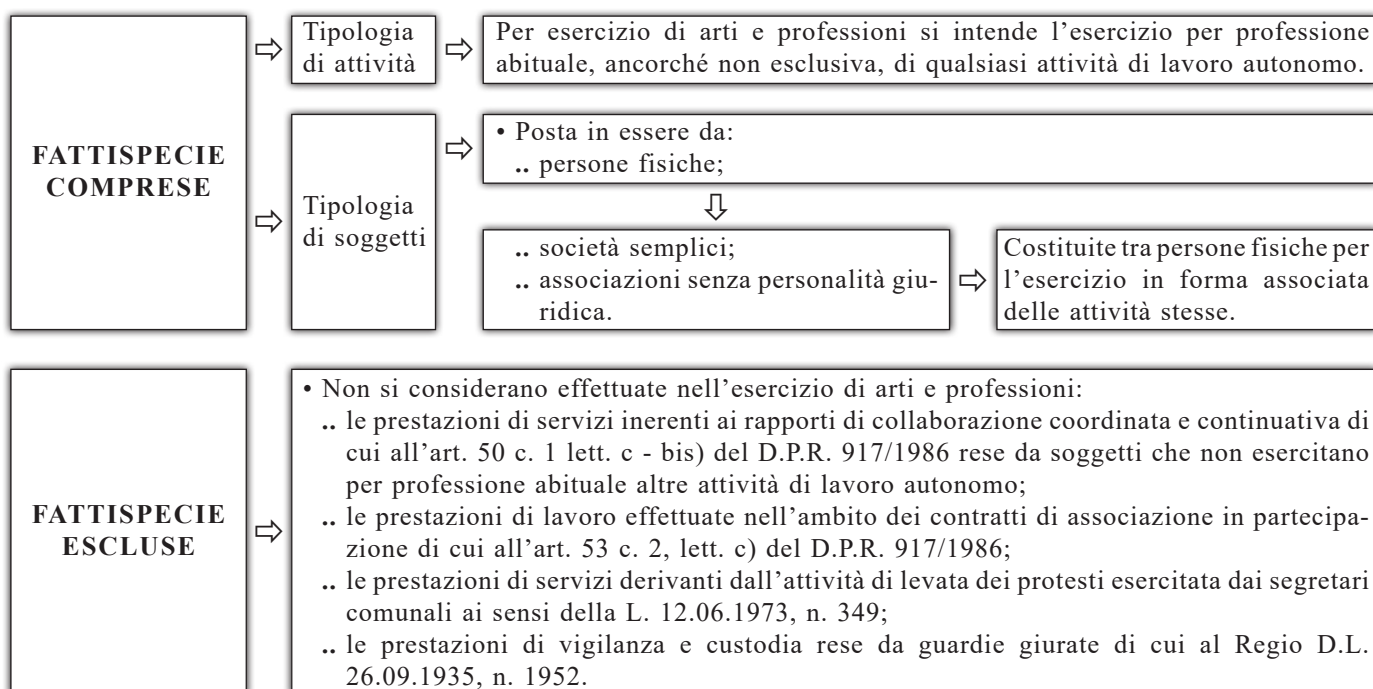 FATTISPECIE
COMPRESE
Tipologia
di attività
Per esercizio di arti e professioni si intende l’esercizio per professione
abituale, ancorché non esclusiva, di qualsiasi attività di lavoro autonomo.
Tipologia
di soggetti
• Posta in essere da:
.. persone fisiche;
.. società semplici;
.. associazioni senza personalità giu-
ridica.
Costituite tra persone fisiche per
l’esercizio in forma associata
delle attività stesse.
FATTISPECIE
ESCLUSE
• Non si considerano effettuate nell’esercizio di arti e professioni:
.. le prestazioni di servizi inerenti ai rapporti di collaborazione coordinata e continuativa di
cui all’art. 50 c. 1 lett. c - bis) del D.P.R. 917/1986 rese da soggetti che non esercitano
per professione abituale altre attività di lavoro autonomo;
.. le prestazioni di lavoro effettuate nell’ambito dei contratti di associazione in partecipa-
zione di cui all’art. 53 c. 2, lett. c) del D.P.R. 917/1986;
.. le prestazioni di servizi derivanti dall’attività di levata dei protesti esercitata dai segretari
comunali ai sensi della L. 12.06.1973, n. 349;
.. le prestazioni di vigilanza e custodia rese da guardie giurate di cui al Regio D.L.
26.09.1935, n. 1952.